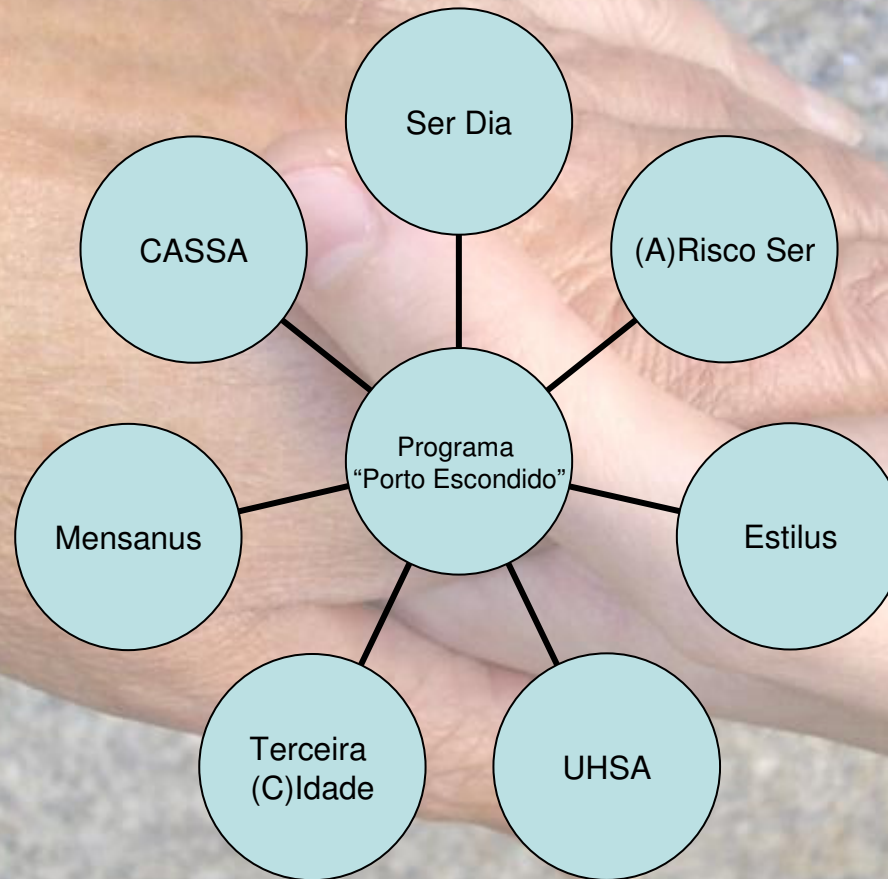 Ser Dia
CASSA
(A)Risco Ser
Programa
“Porto Escondido”
Mensanus
Estilus
Terceira
(C)Idade
UHSA